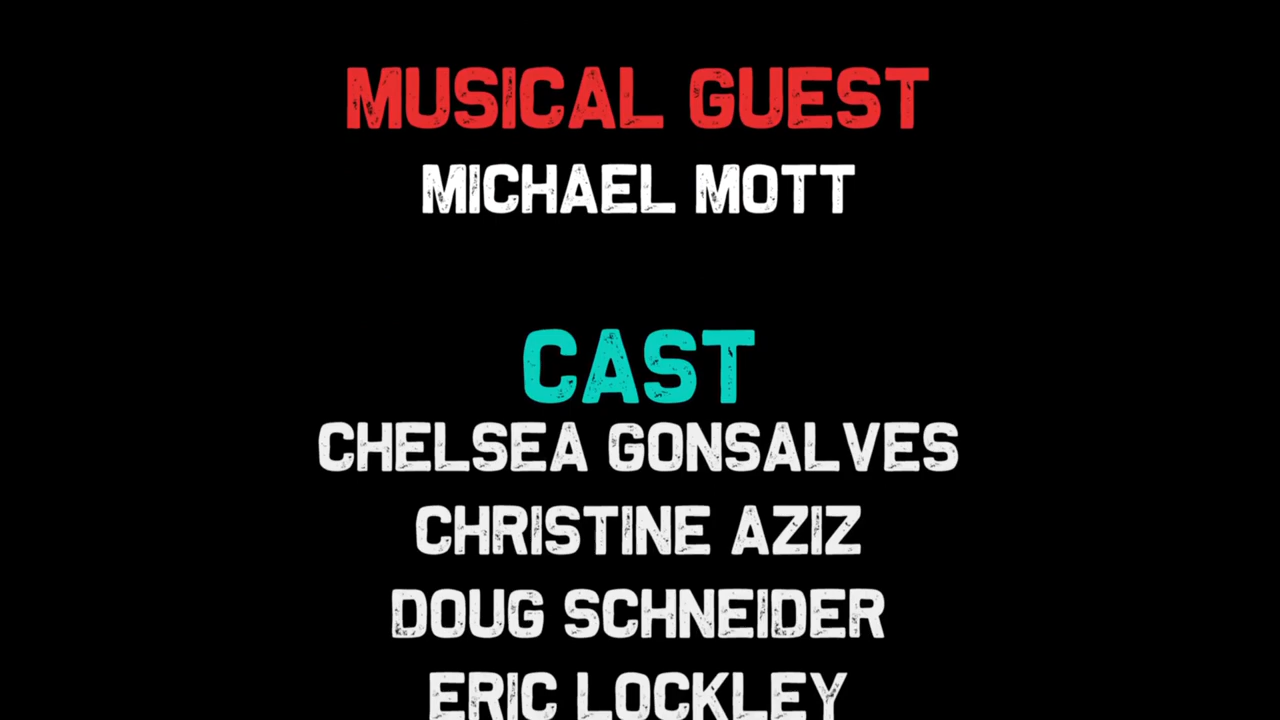 MUSICAL GUEST
MICHAEL MOTT
CAST
CHELSEA GONSALVES
CHRISTINE AZIZ
DOUG SCHNEIDER
ERIC LOCKLEY